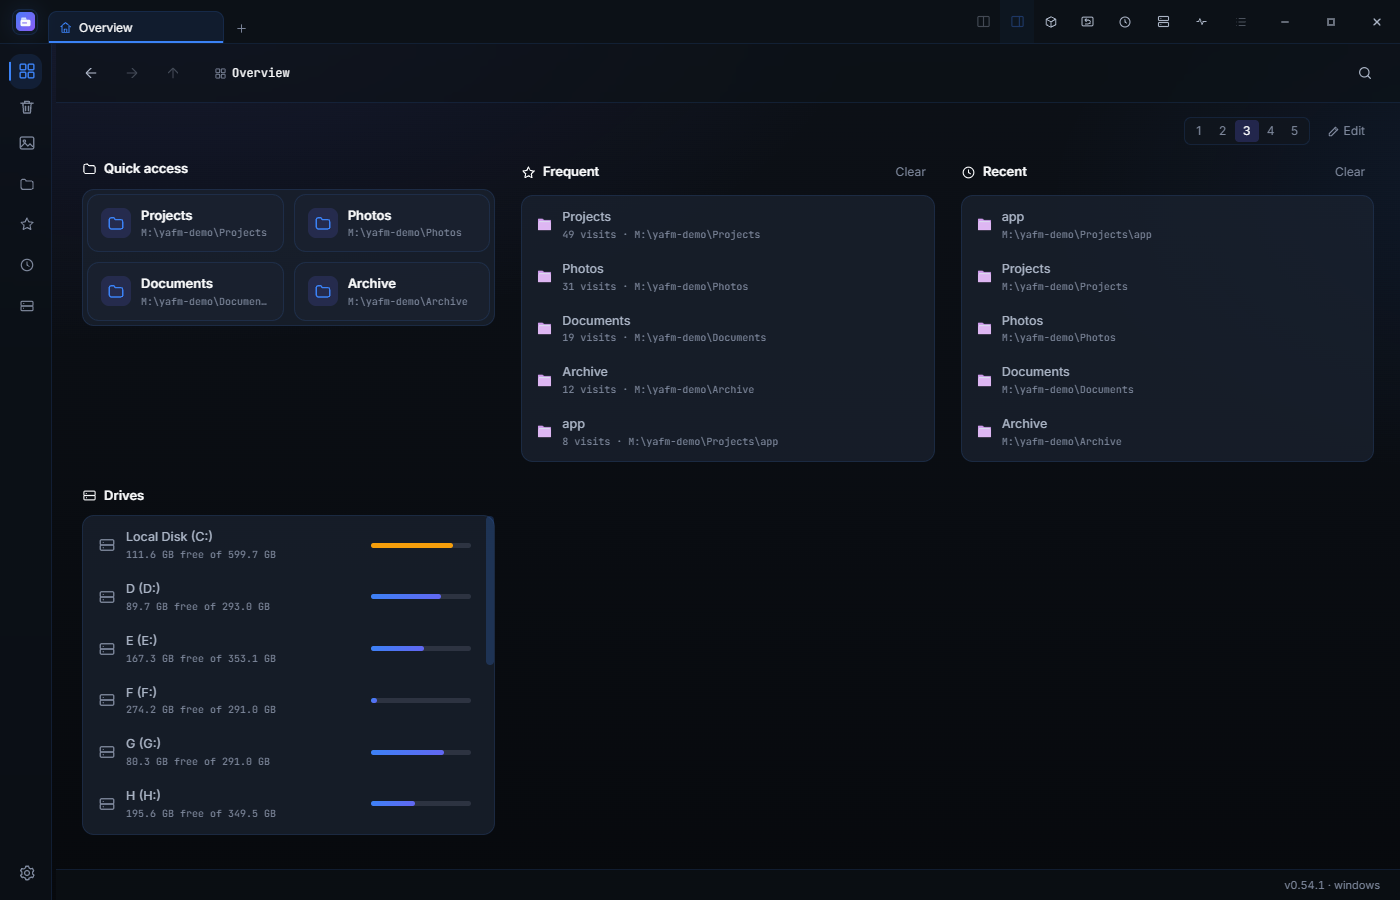 Overview
Overview
1 2 3 4 5 Edit
Quick access
Projects
M:\yafm-demo\Projects
Photos
M:\yafm-demo\Photos
Documents
M:\yafm-demo\Documen…
Archive
M:\yafm-demo\Archive
Frequent
Clear
Projects
49 visits · M:\yafm-demo\Projects
Photos
31 visits · M:\yafm-demo\Photos
Documents
19 visits · M:\yafm-demo\Documents
Archive
12 visits · M:\yafm-demo\Archive
app
8 visits · M:\yafm-demo\Projects\app
Recent
Clear
app
M:\yafm-demo\Projects\app
Projects
M:\yafm-demo\Projects
Photos
M:\yafm-demo\Photos
Documents
M:\yafm-demo\Documents
Archive
M:\yafm-demo\Archive
Drives
Local Disk (C:)
111.6 GB free of 599.7 GB
D (D:)
89.7 GB free of 293.0 GB
E (E:)
167.3 GB free of 353.1 GB
F (F:)
274.2 GB free of 291.0 GB
G (G:)
80.3 GB free of 291.0 GB
H (H:)
195.6 GB free of 349.5 GB
v0.54.1 · windows